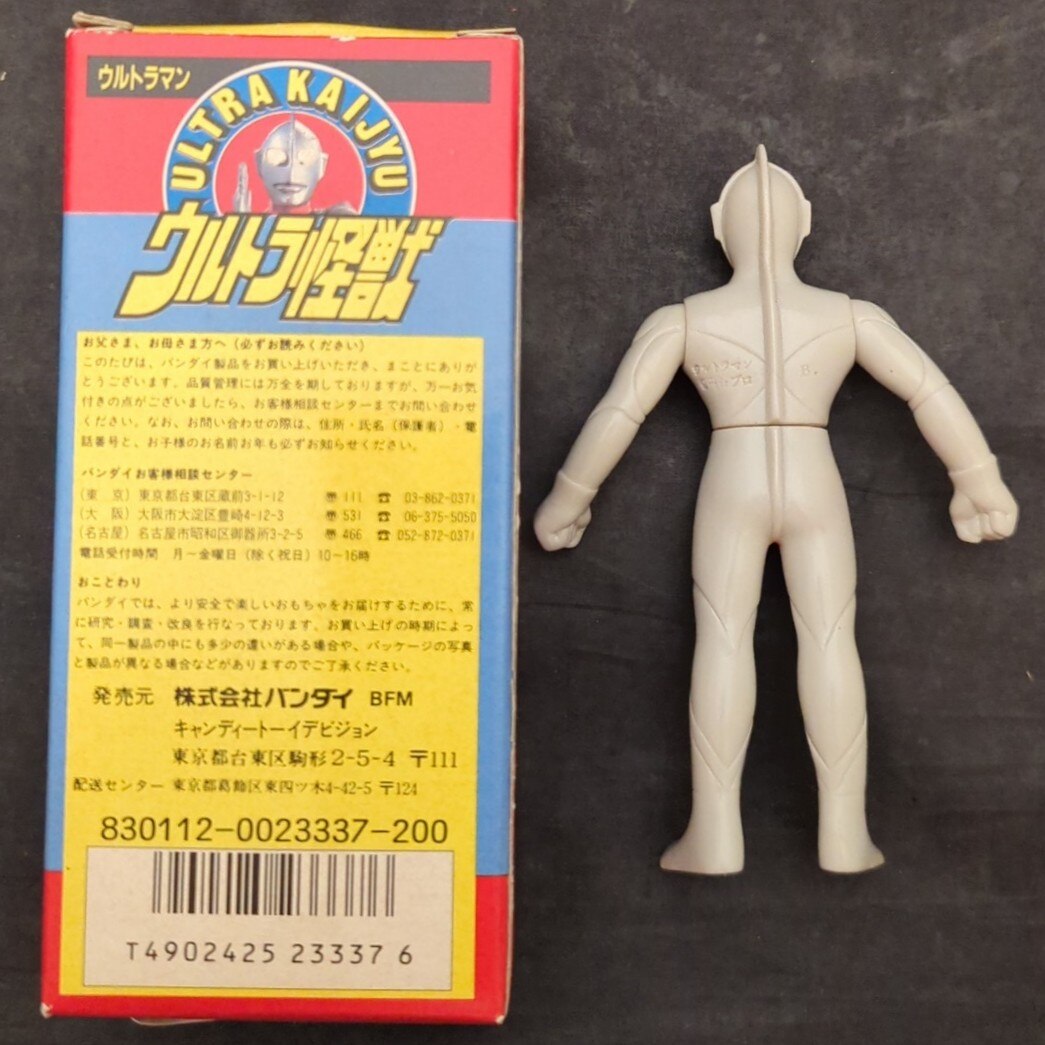 ウルトラマン
ULTRA KAIJYU
ウルトラ怪獣
お父さま、お母さま方へ（必ずお読みください）
このたびは、バンダイ製品をお買い上げいただき、まことにありが
とうございます。品質管理には万全を期しておりますが、万一お気
付きの点がございましたら、お客様相談センターまでお問い合わせ
ください。なお、お問い合わせの際は、住所・氏名（保護者）・電
話番号と、お子様のお名前お年も必ずお知らせください。
バンダイお客様相談センター
（東　京）東京都台東区蔵前3-1-12 〠 111 ☎ 03-862-0371
（大　阪）大阪市大淀区豊崎4-12-3 〠 531 ☎ 06-375-5050
（名古屋）名古屋市昭和区御器所3-2-5 〠 466 ☎ 052-872-0371
電話受付時間　月～金曜日（除く祝日）10～16時
おことわり
バンダイでは、より安全で楽しいおもちゃをお届けするために、常
に研究・調査・改良を行なっております。お買い上げの時期によっ
て、同一製品の中にも多少の違いがある場合や、パッケージの写真
と製品が異なる場合などがありますのでご了承ください。
発売元　株式会社バンダイ BFM
キャンディートーイデビジョン
東京都台東区駒形2-5-4 〒111
配送センター 東京都葛飾区東四ツ木4-42-5 〒124
830112-0023337-200
T4902425 23337 6
ウルトラマン
プロ B.